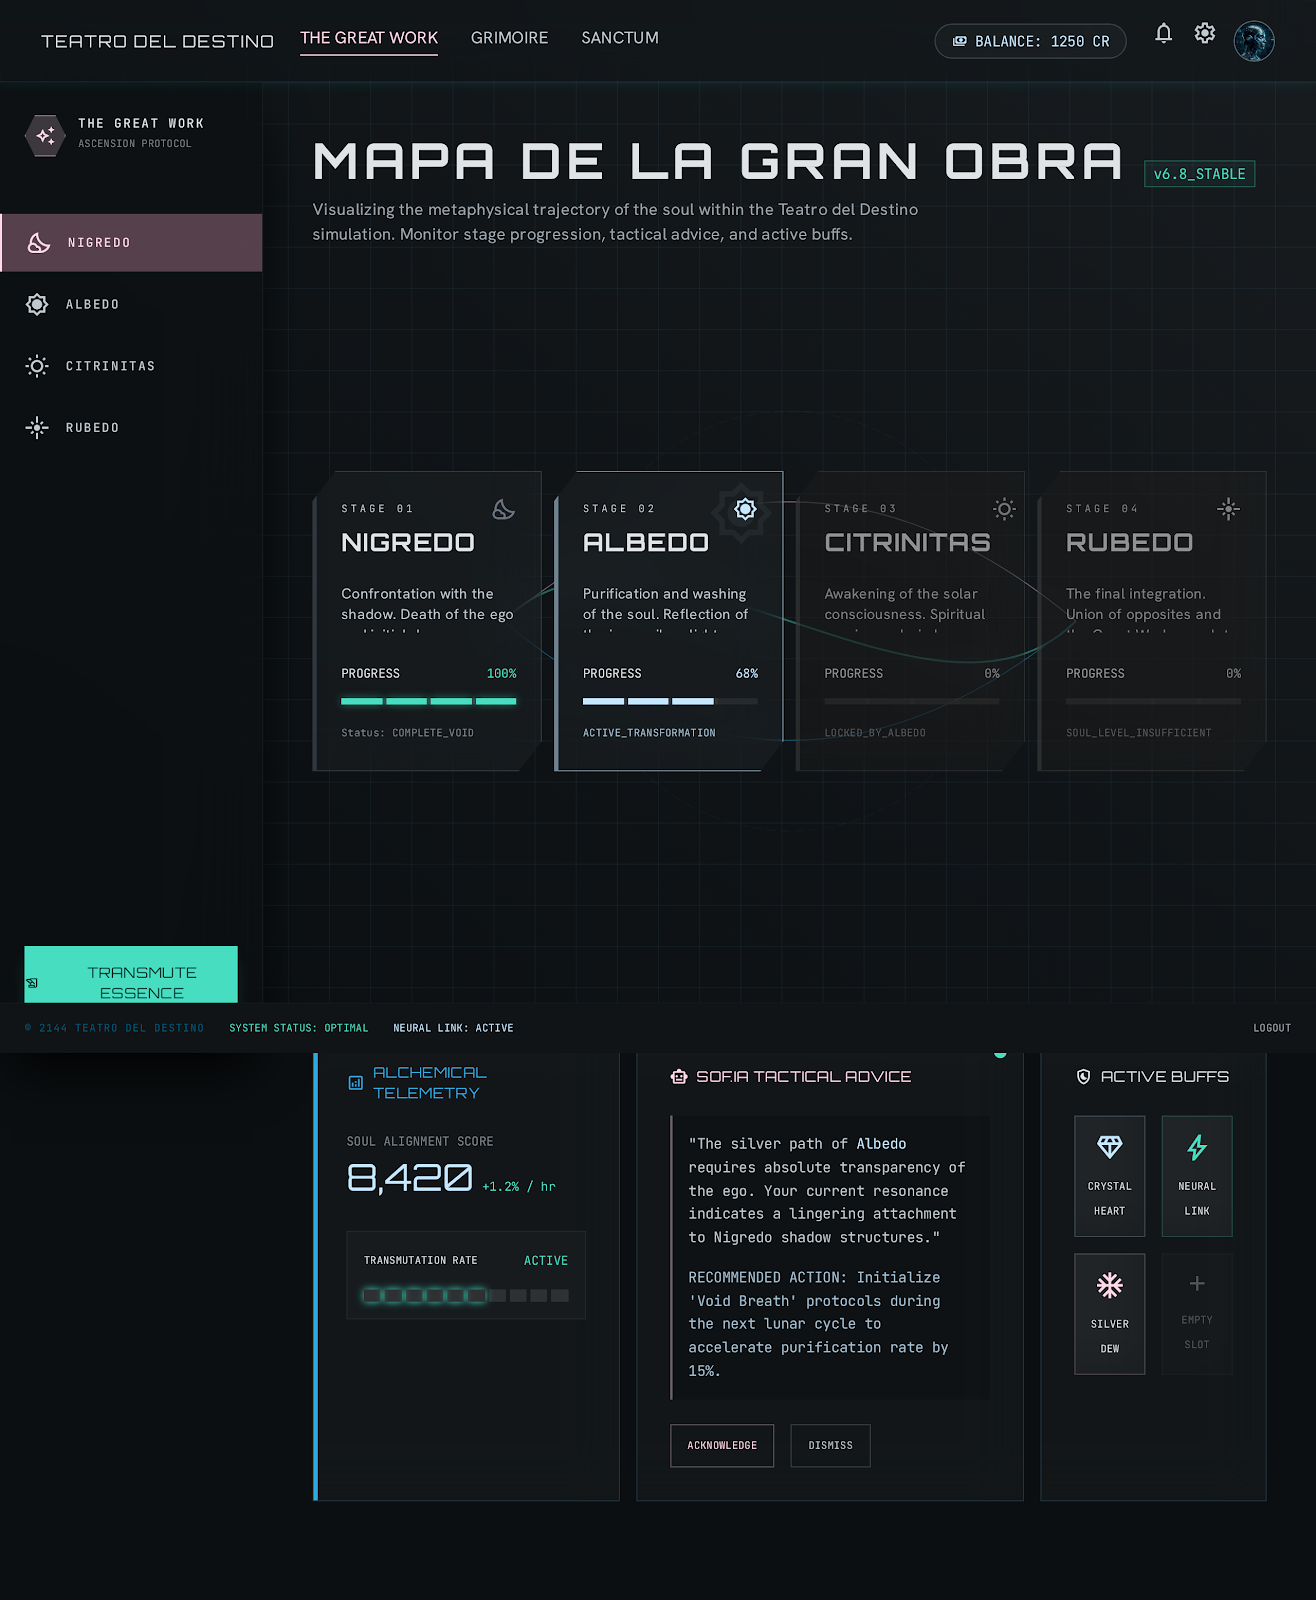 TEATRO DEL DESTINO
THE GREAT WORK
GRIMOIRE
SANCTUM
BALANCE: 1250 CR
THE GREAT WORK
ASCENSION PROTOCOL
NIGREDO
ALBEDO
CITRINITAS
RUBEDO
TRANSMUTE
ESSENCE
MAPA DE LA GRAN OBRA
v6.8_STABLE
Visualizing the metaphysical trajectory of the soul within the Teatro del Destino
simulation. Monitor stage progression, tactical advice, and active buffs.
STAGE 01
NIGREDO
Confrontation with the
shadow. Death of the ego
PROGRESS
100%
Status: COMPLETE_VOID
STAGE 02
ALBEDO
Purification and washing
of the soul. Reflection of
PROGRESS
68%
ACTIVE_TRANSFORMATION
STAGE 03
CITRINITAS
Awakening of the solar
consciousness. Spiritual
PROGRESS
0%
LOCKED_BY_ALBEDO
STAGE 04
RUBEDO
The final integration.
Union of opposites and
PROGRESS
0%
SOUL_LEVEL_INSUFFICIENT
© 2144 TEATRO DEL DESTINO
SYSTEM STATUS: OPTIMAL
NEURAL LINK: ACTIVE
LOGOUT
ALCHEMICAL
TELEMETRY
SOUL ALIGNMENT SCORE
8,420
+1.2% / hr
TRANSMUTATION RATE
ACTIVE
SOF.IA TACTICAL ADVICE
"The silver path of Albedo
requires absolute transparency of
the ego. Your current resonance
indicates a lingering attachment
to Nigredo shadow structures."
RECOMMENDED ACTION: Initialize
'Void Breath' protocols during
the next lunar cycle to
accelerate purification rate by
15%.
ACKNOWLEDGE
DISMISS
ACTIVE BUFFS
CRYSTAL
HEART
NEURAL
LINK
SILVER
DEW
EMPTY
SLOT